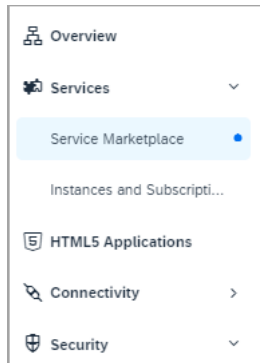 Overview
Services
Service Marketplace
Instances and Subscripti...
HTML5 Applications
Connectivity
Security